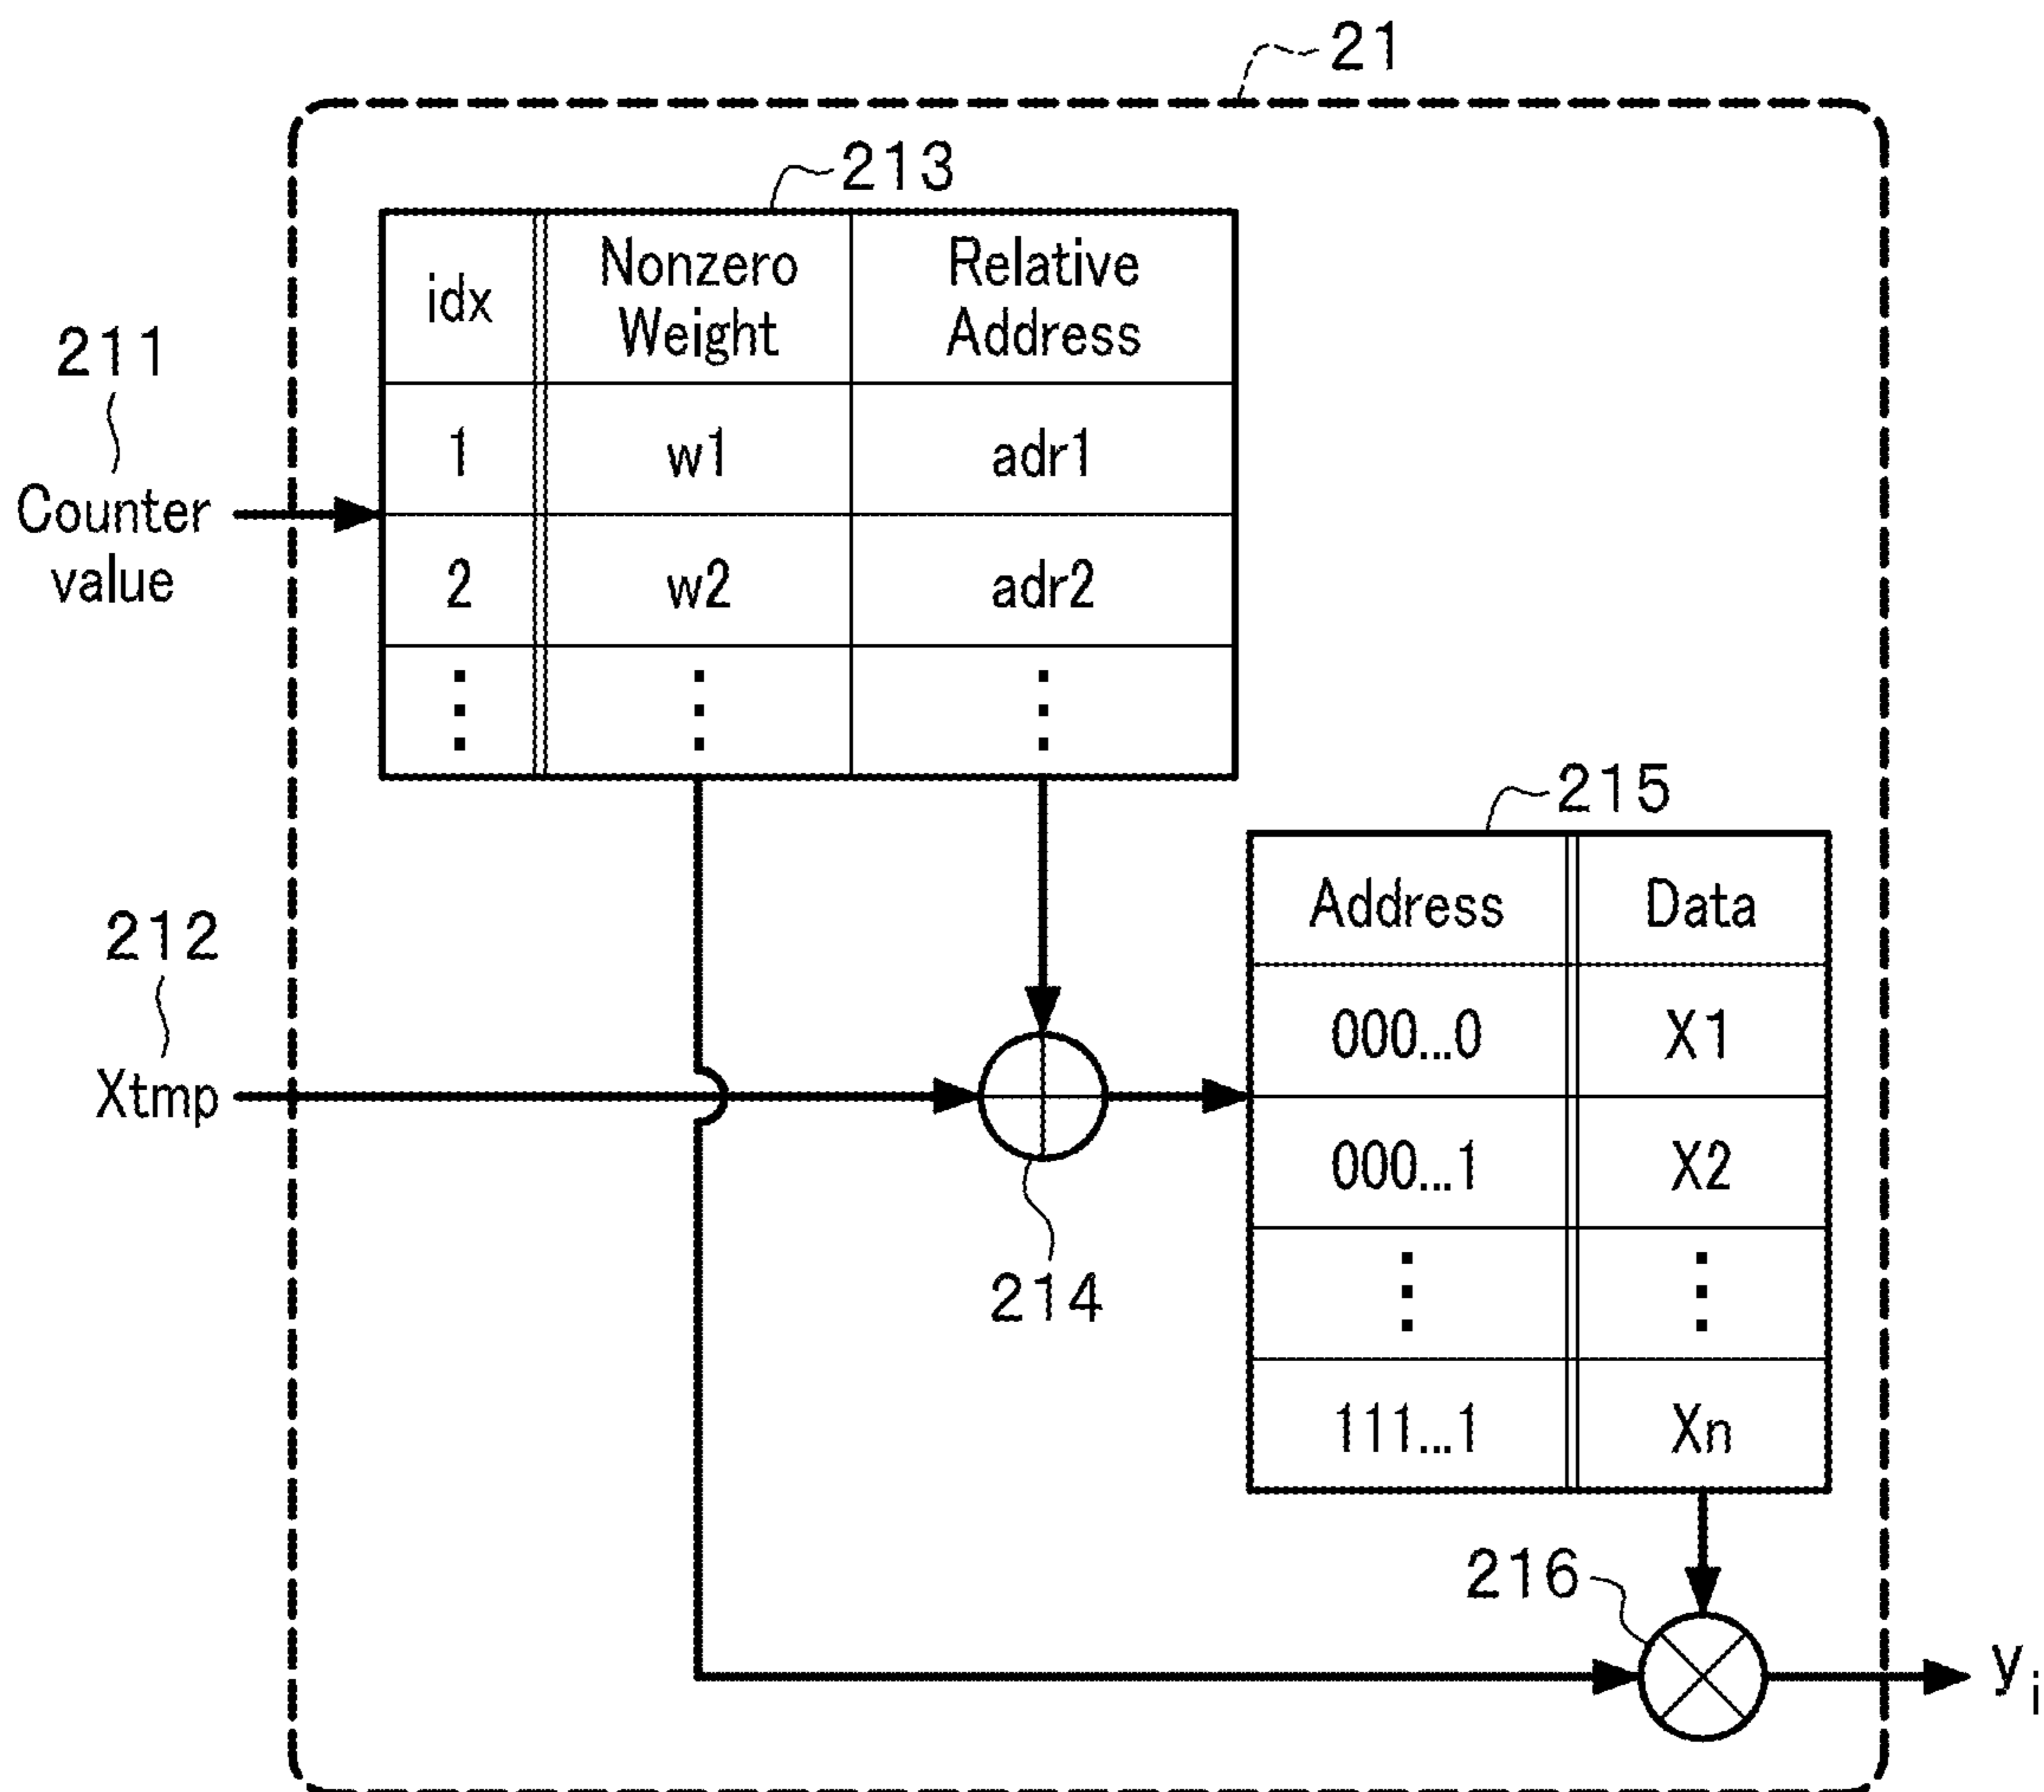 21
213
idx Nonzero Weight Relative Address
211
Counter value
1 w1 adr1
2 w2 adr2
⋮ ⋮ ⋮
215
Address Data
212
Xtmp
000...0 X1
000...1 X2
214
⋮ ⋮
111...1 Xn
216
yi